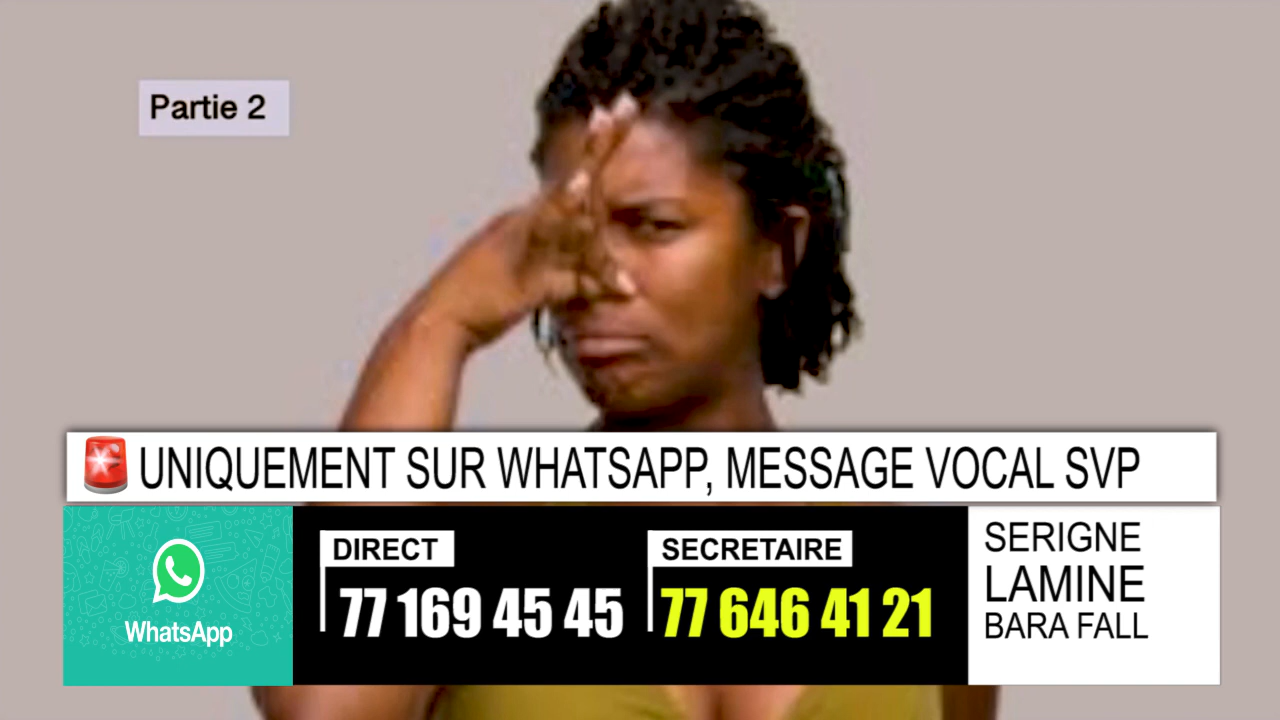 Partie 2
🚨 UNIQUEMENT SUR WHATSAPP, MESSAGE VOCAL SVP
WhatsApp
DIRECT
77 169 45 45
SECRETAIRE
77 646 41 21
SERIGNE
LAMINE
BARA FALL